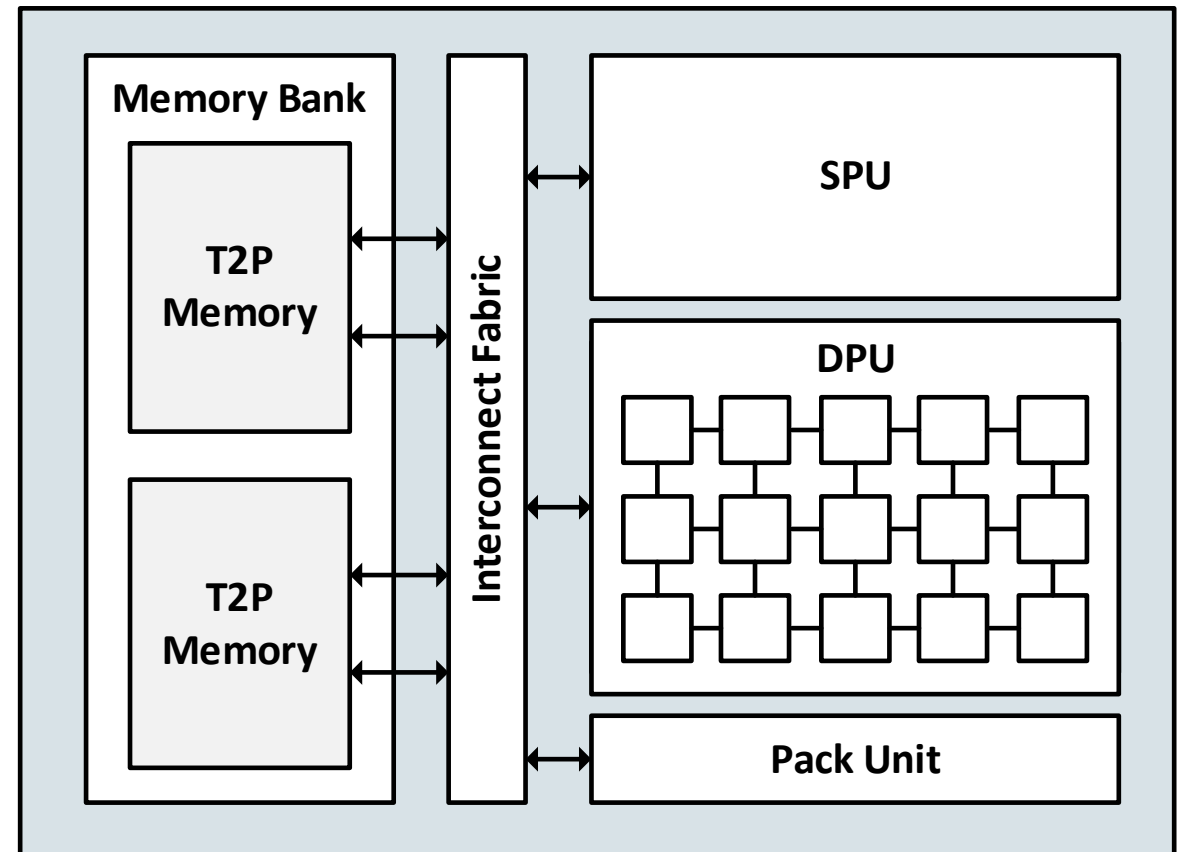 Memory Bank
T2P
Memory
T2P
Memory
Interconnect Fabric
SPU
DPU
Pack Unit